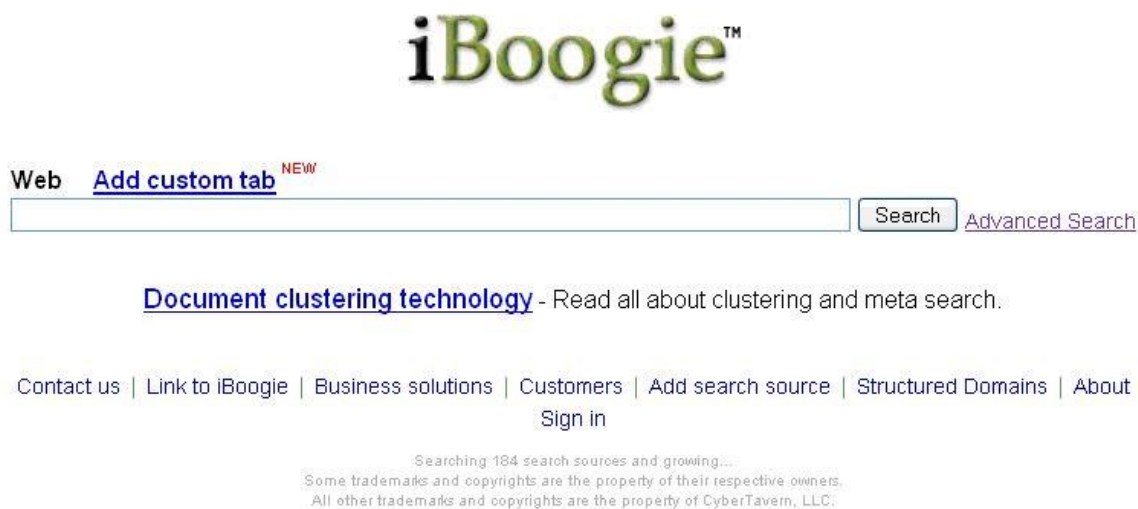 iBoogie™
Web Add custom tab NEW
Search Advanced Search
Document clustering technology - Read all about clustering and meta search.
Contact us | Link to iBoogie | Business solutions | Customers | Add search source | Structured Domains | About
Sign in
Searching 184 search sources and growing...
Some trademarks and copyrights are the property of their respective owners.
All other trademarks and copyrights are the property of CyberTavern, LLC.